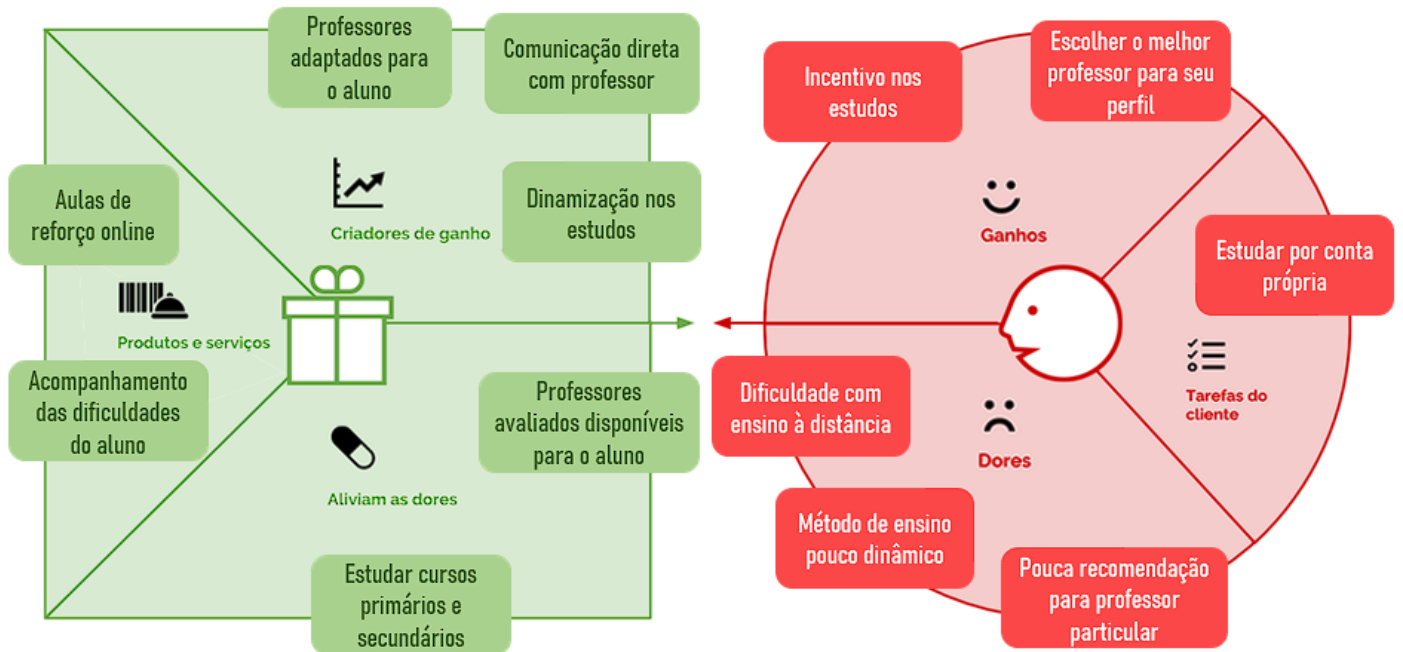 Professores
adaptados para
o aluno
Comunicação direta
com professor
Aulas de
reforço online
Criadores de ganho
Dinamização nos
estudos
Produtos e serviços
Acompanhamento
das dificuldades
do aluno
Professores
avaliados disponíveis
para o aluno
Aliviam as dores
Estudar cursos
primários e
secundários
Incentivo nos
estudos
Escolher o melhor
professor para seu
perfil
Ganhos
Estudar por conta
própria
Tarefas do
cliente
Dificuldade com
ensino à distância
Dores
Método de ensino
pouco dinâmico
Pouca recomendação
para professor
particular